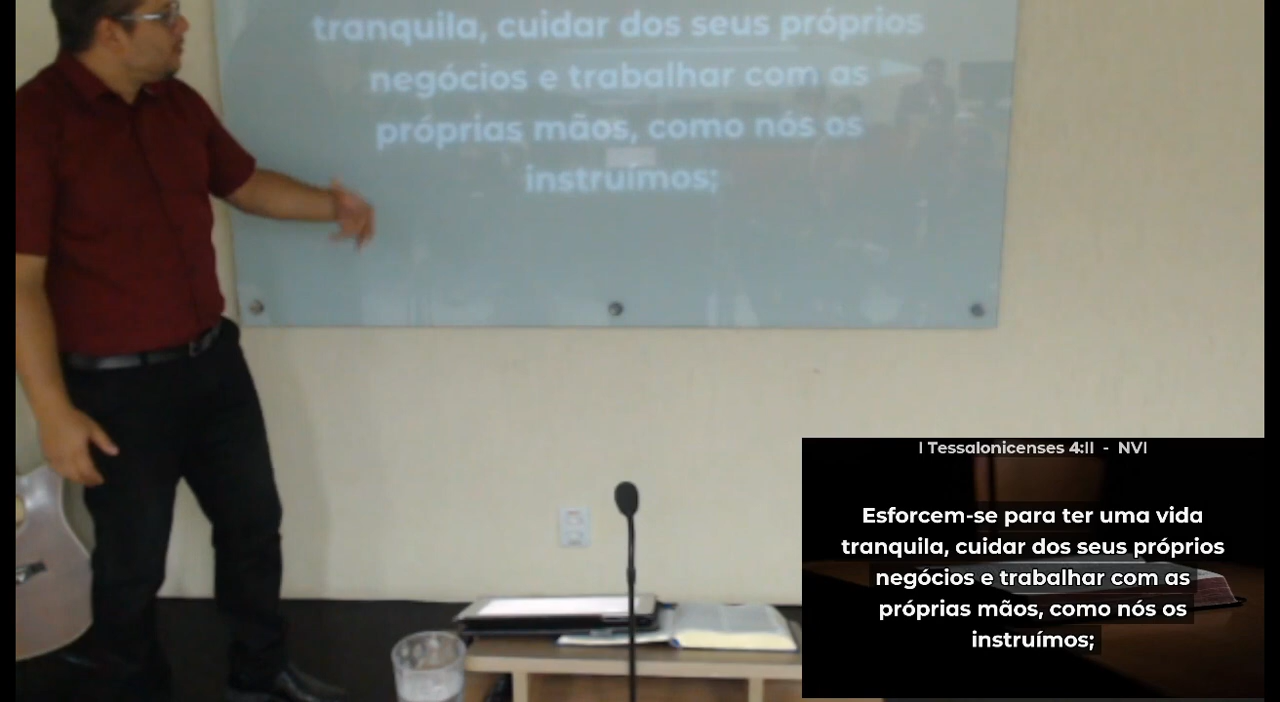 tranquila, cuidar dos seus próprios
negócios e trabalhar com as
próprias mãos, como nós os
instruímos;
I Tessalonicenses 4:11 - NVI
Esforcem-se para ter uma vida
tranquila, cuidar dos seus próprios
negócios e trabalhar com as
próprias mãos, como nós os
instruímos;